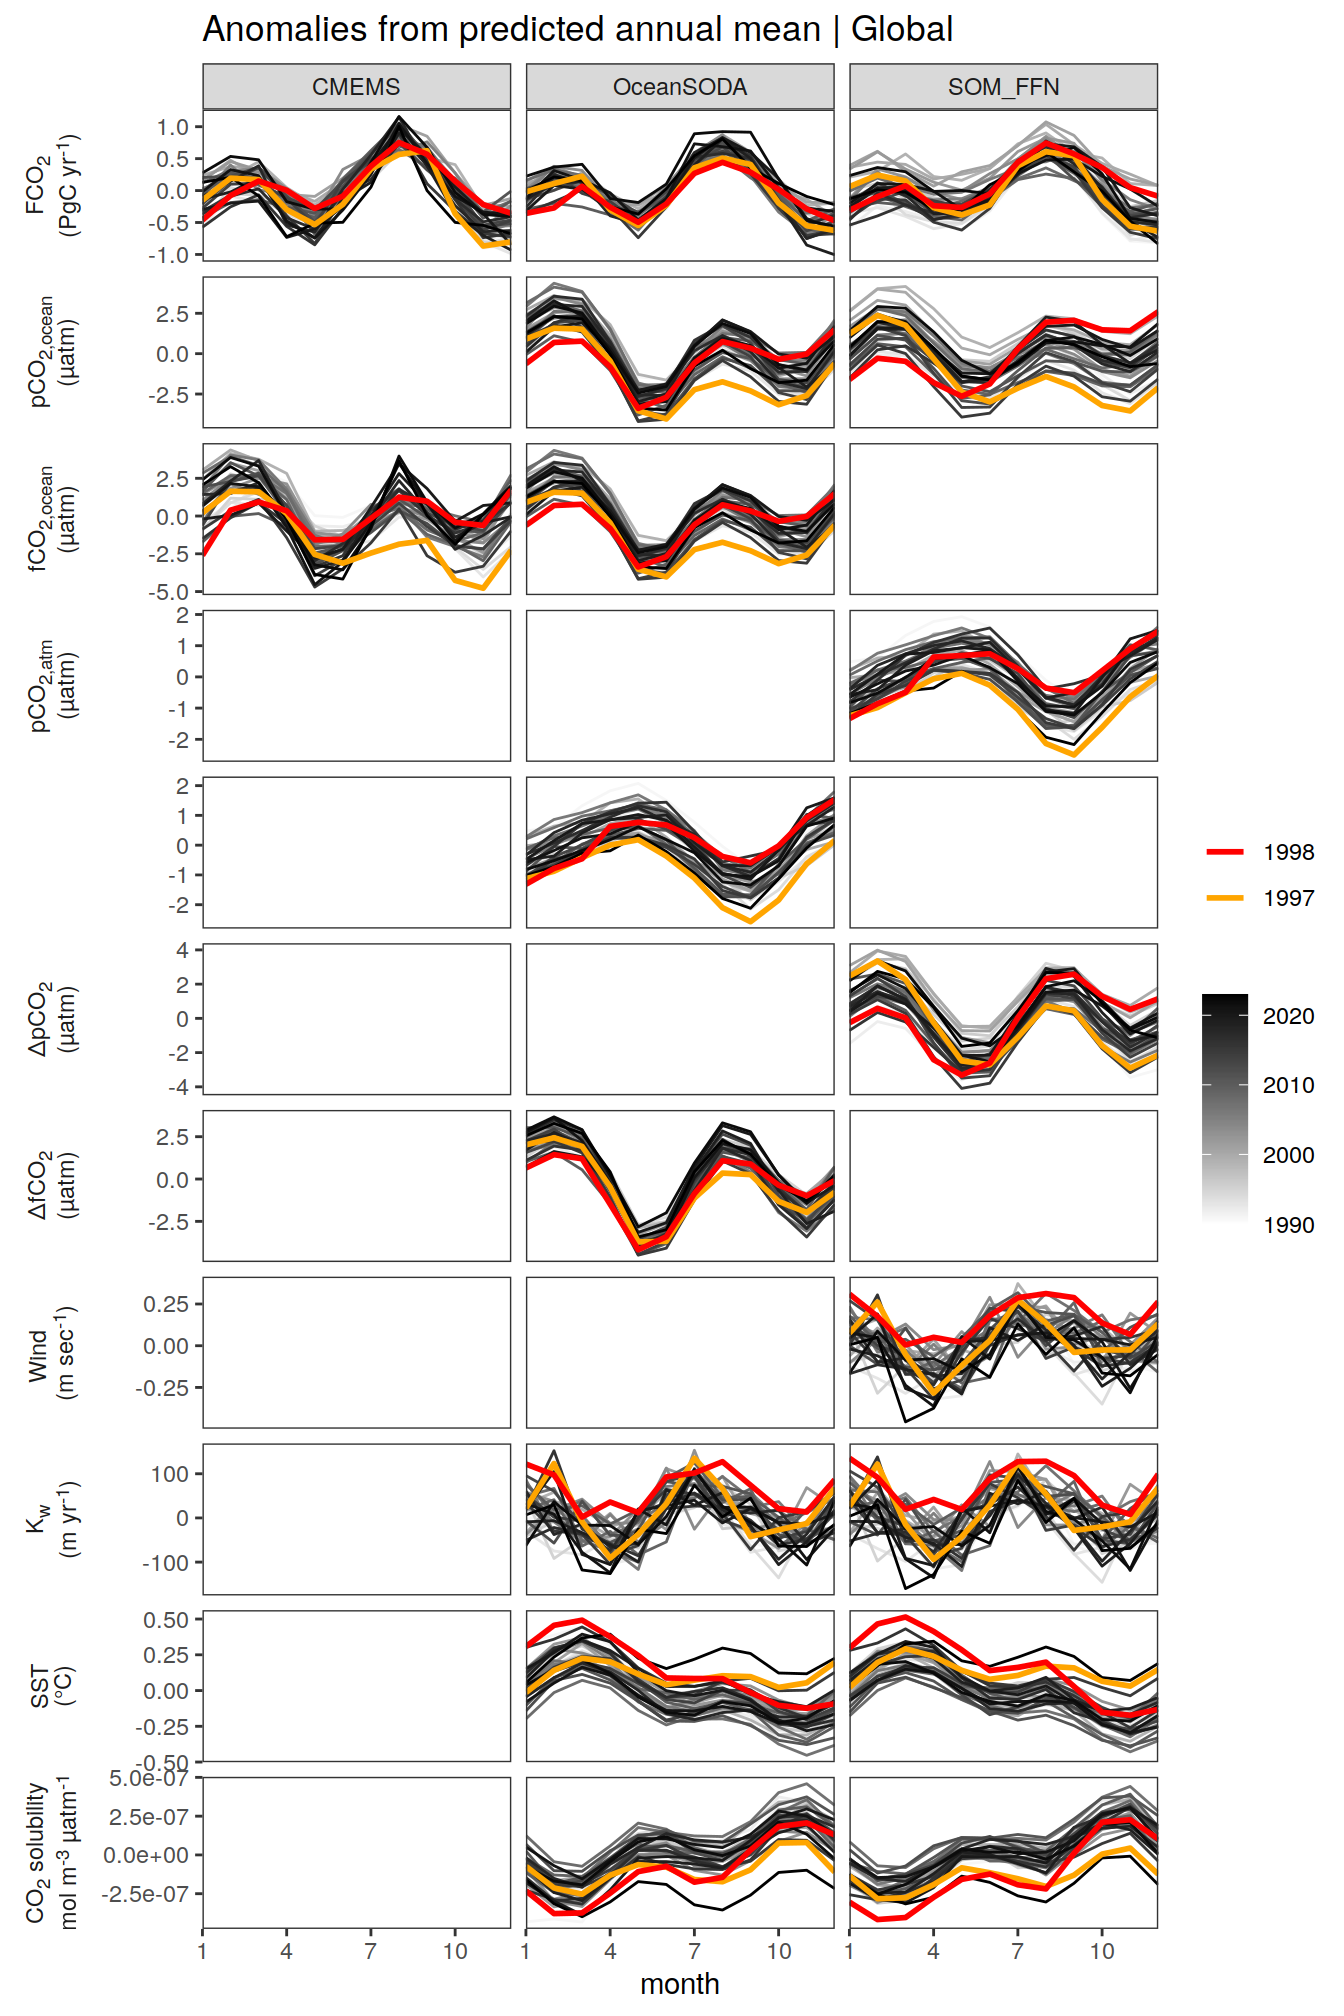 Anomalies from predicted annual mean | Global
CMEMS OceanSODA SOM_FFN
FCO2
(PgC yr-1)
1.0
0.5
0.0
-0.5
-1.0
pCO2,ocean
(µatm)
2.5
0.0
-2.5
fCO2,ocean
(µatm)
2.5
0.0
-2.5
-5.0
pCO2,atm
(µatm)
2
1
0
-1
-2
2
1
0
-1
-2
ΔpCO2
(µatm)
4
2
0
-2
-4
ΔfCO2
(µatm)
2.5
0.0
-2.5
Wind
(m sec-1)
0.25
0.00
-0.25
Kw
(m yr-1)
100
0
-100
SST
(°C)
0.50
0.25
0.00
-0.25
-0.50
CO2 solubility
mol m-3 µatm-1
5.0e-07
2.5e-07
0.0e+00
-2.5e-07
1 4 7 10 1 4 7 10 1 4 7 10
month
1998
1997
2020
2010
2000
1990